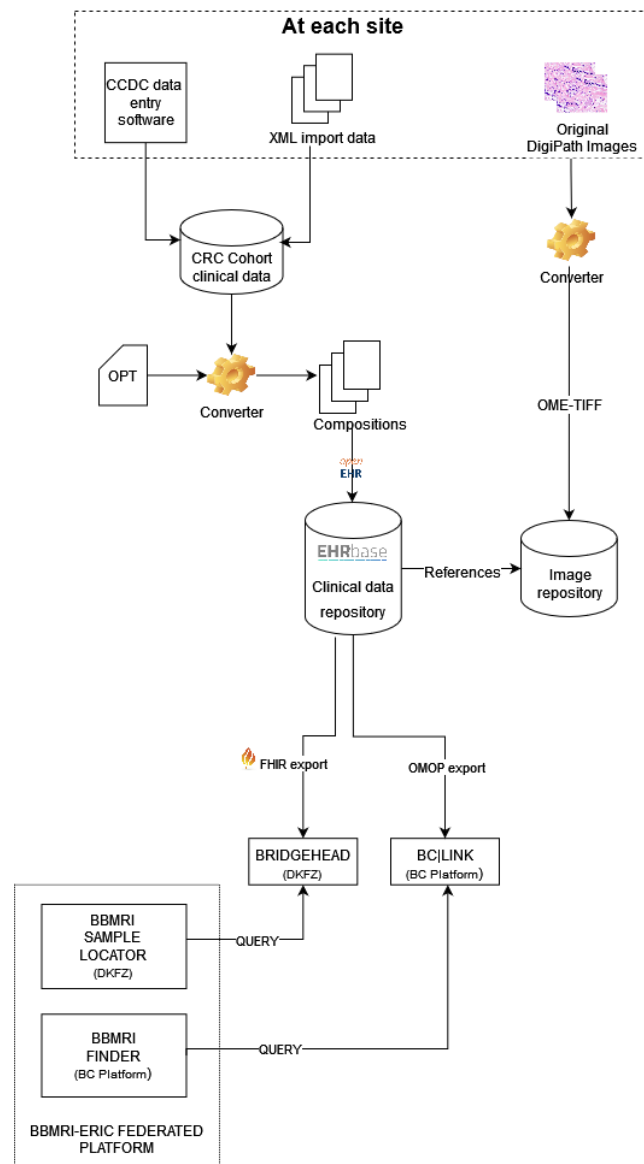 At each site
CCDC data
entry
software
XML import data
Original
DigiPath Images
CRC Cohort
clinical data
Converter
OPT
Converter
Compositions
OME-TIFF
open
EHR
EHRbase
Clinical data
repository
References
Image
repository
FHIR export
OMOP export
BRIDGEHEAD
(DKFZ)
BC|LINK
(BC Platform)
BBMRI
SAMPLE
LOCATOR
(DKFZ)
QUERY
BBMRI
FINDER
(BC Platform)
QUERY
BBMRI-ERIC FEDERATED
PLATFORM